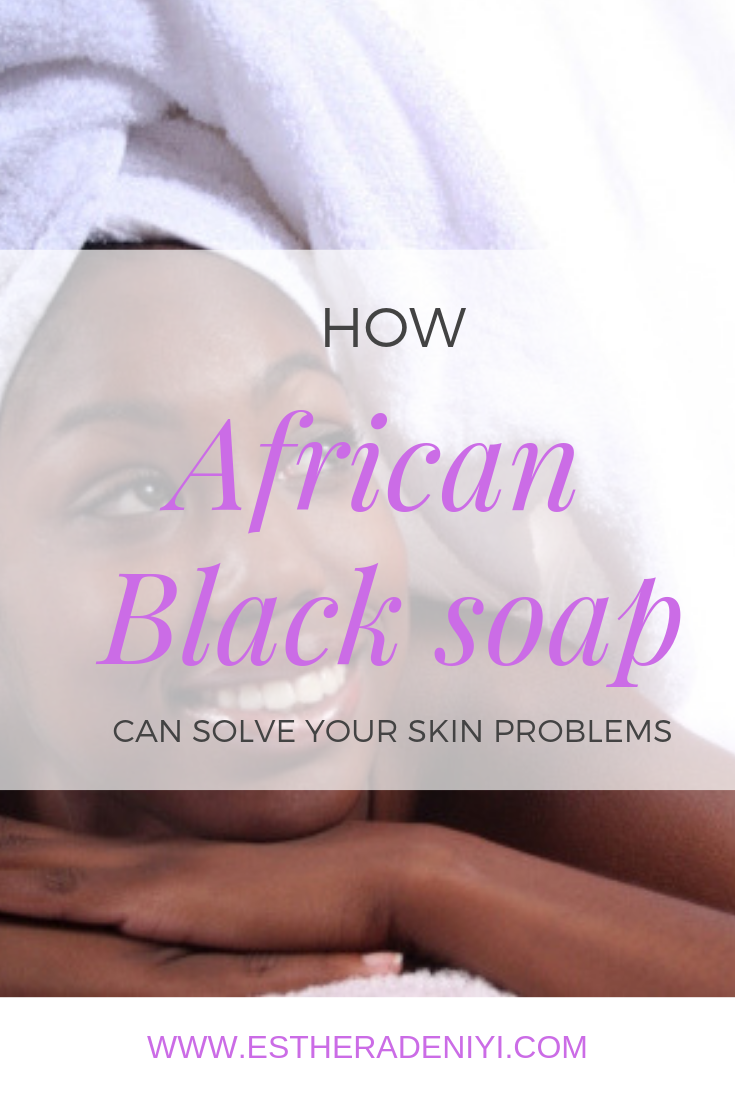 HOW
African
Black soap
CAN SOLVE YOUR SKIN PROBLEMS
WWW.ESTHERADENIYI.COM